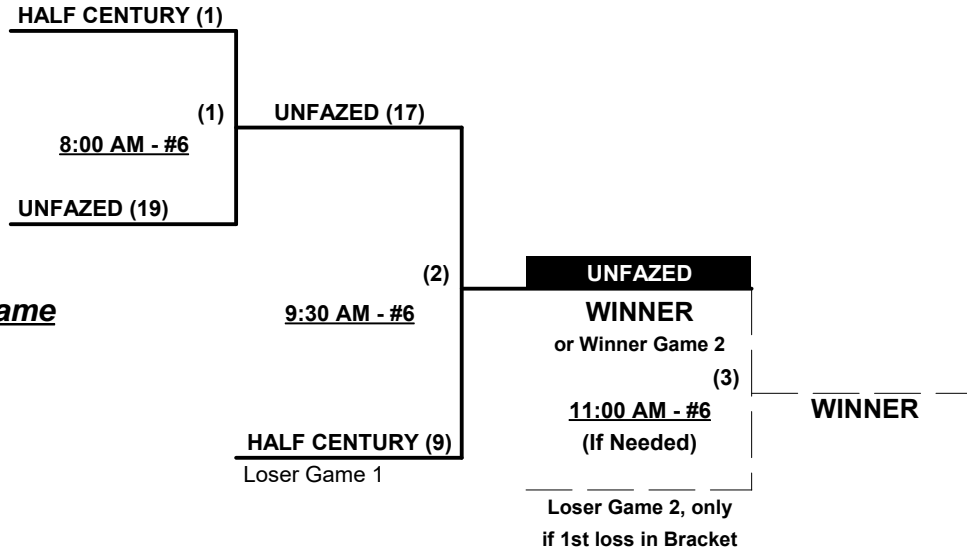 HALF CENTURY (1)
(1)
UNFAZED (17)
8:00 AM - #6
UNFAZED (19)
UNFAZED
(2)
ame
9:30 AM - #6
WINNER
or Winner Game 2
(3)
11:00 AM - #6
WINNER
HALF CENTURY (9)
(If Needed)
Loser Game 1
Loser Game 2, only
if 1st loss in Bracket